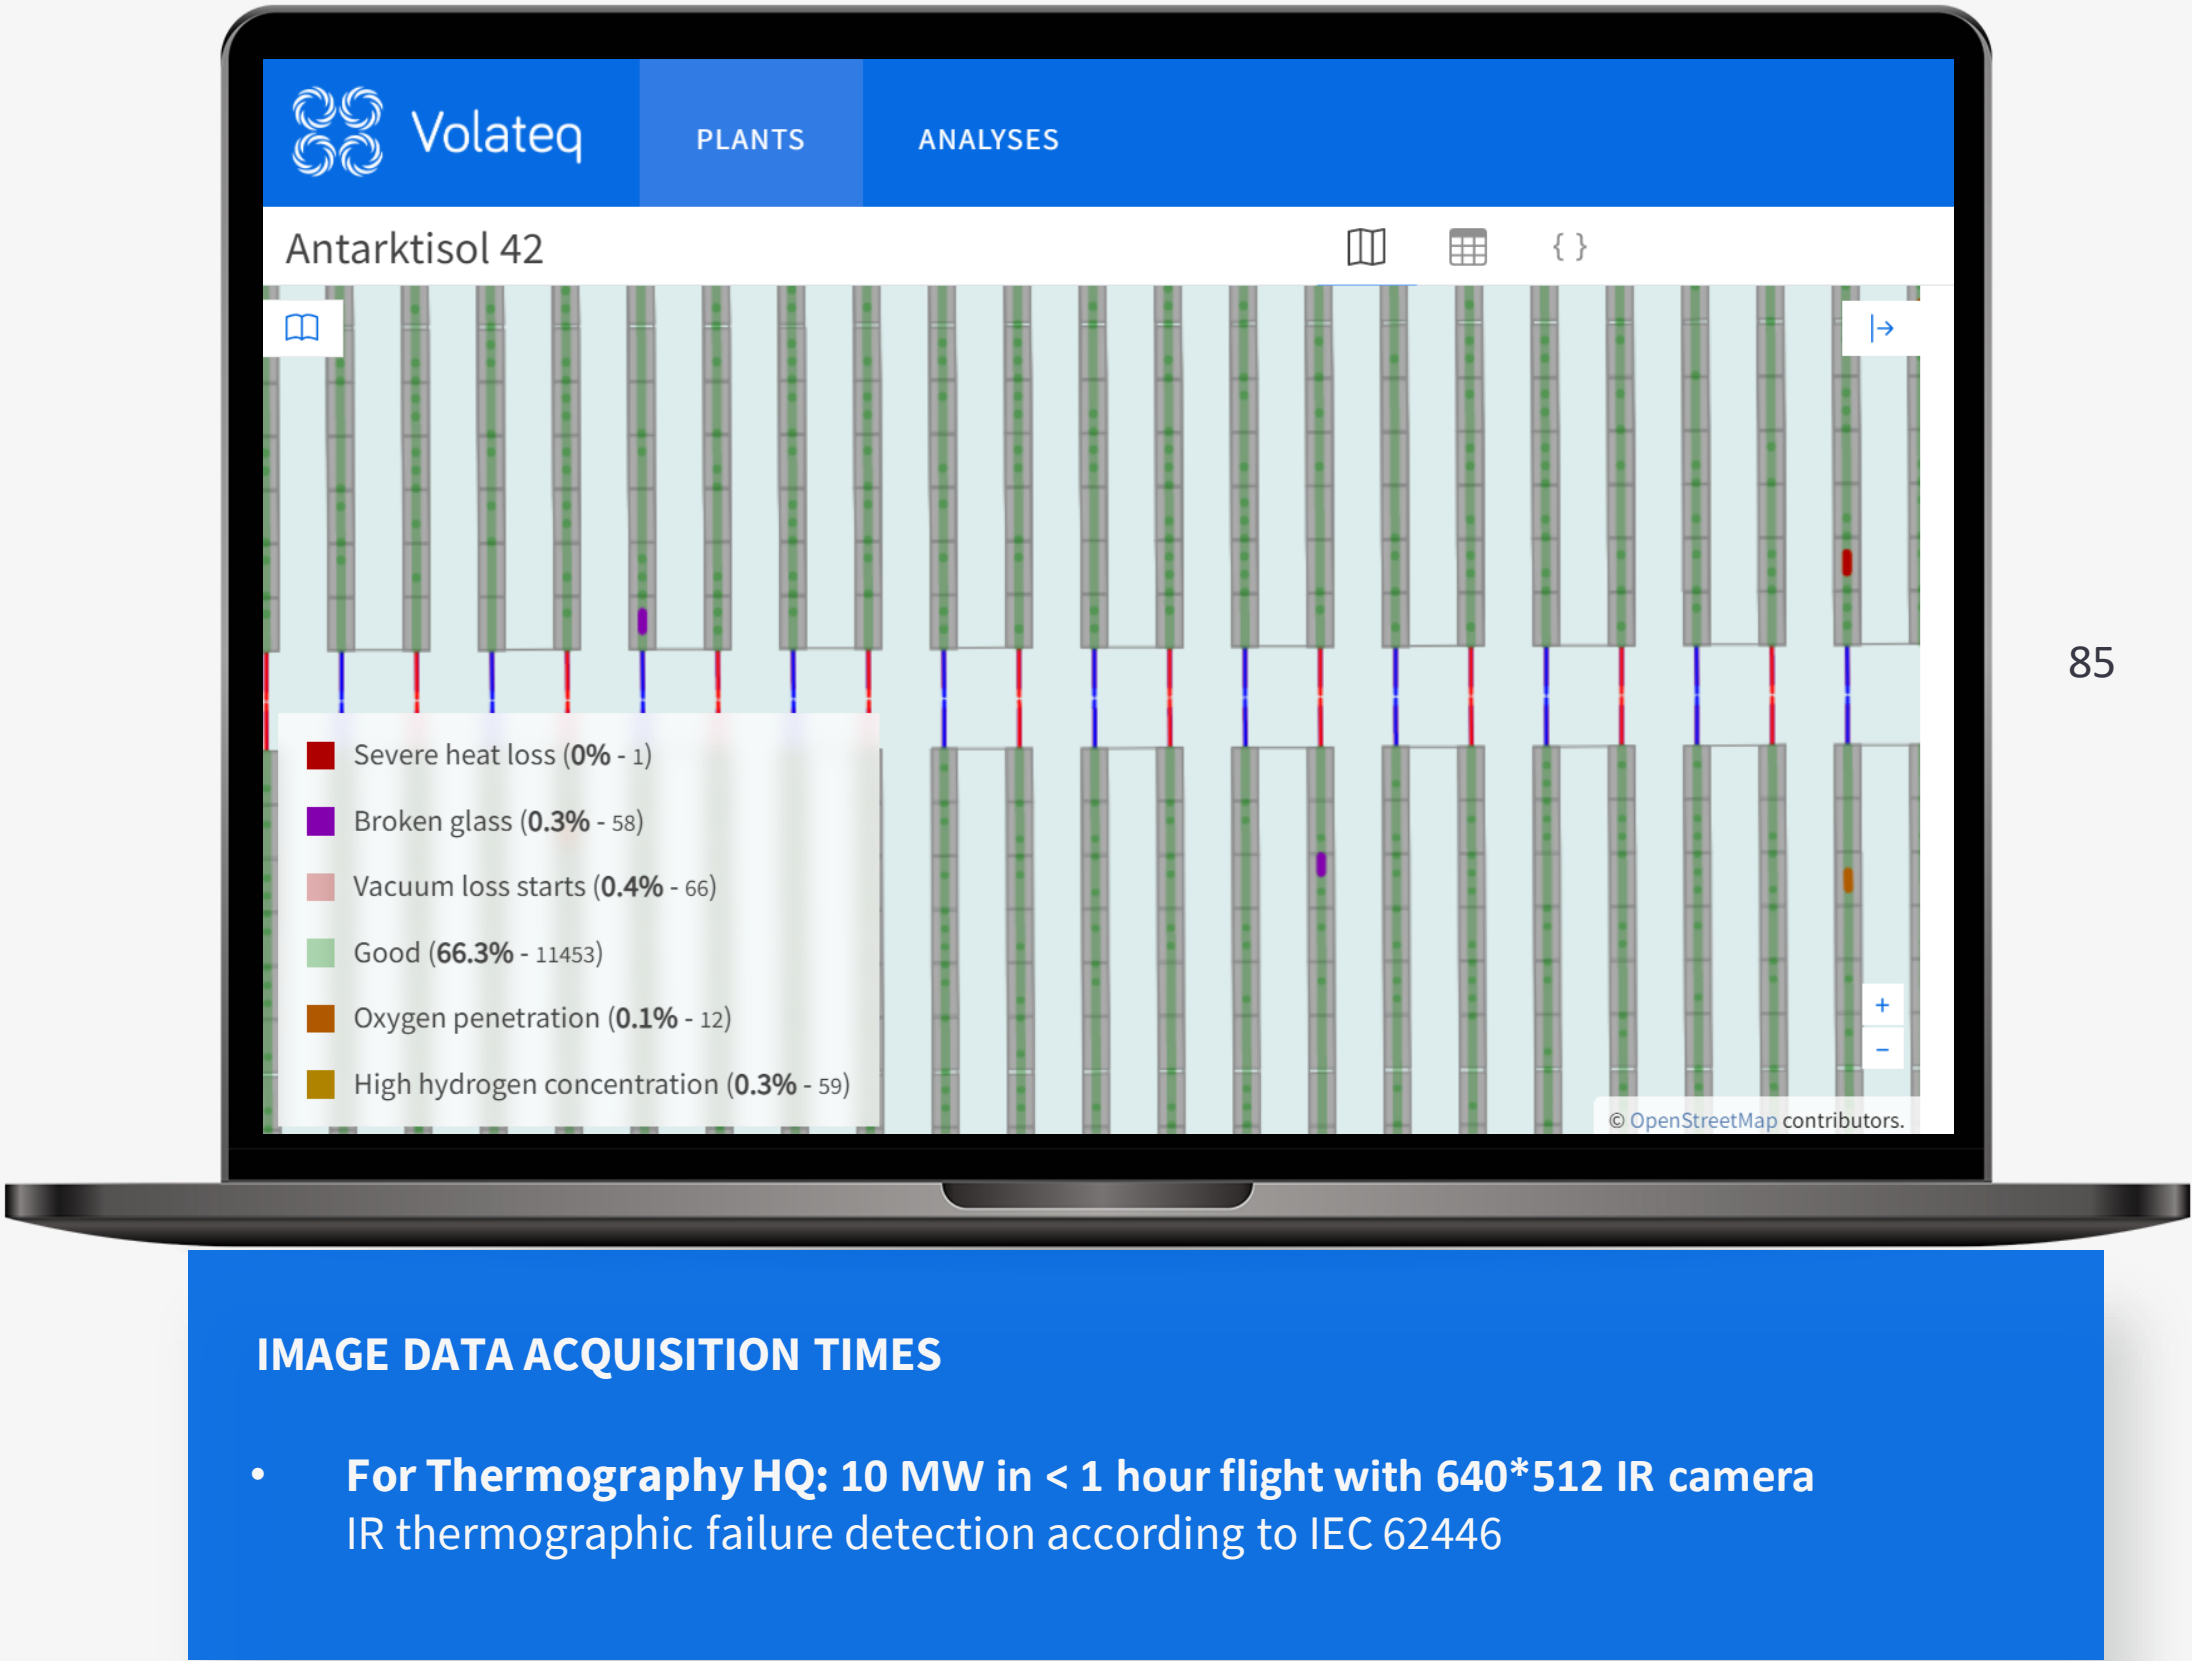 Volateq
PLANTS
ANALYSES
Antarktisol 42
{ }
85
Severe heat loss (0% - 1)
Broken glass (0.3% - 58)
Vacuum loss starts (0.4% - 66)
Good (66.3% - 11453)
Oxygen penetration (0.1% - 12)
High hydrogen concentration (0.3% - 59)
+
−
© OpenStreetMap contributors.
IMAGE DATA ACQUISITION TIMES
• For Thermography HQ: 10 MW in < 1 hour flight with 640*512 IR camera
IR thermographic failure detection according to IEC 62446